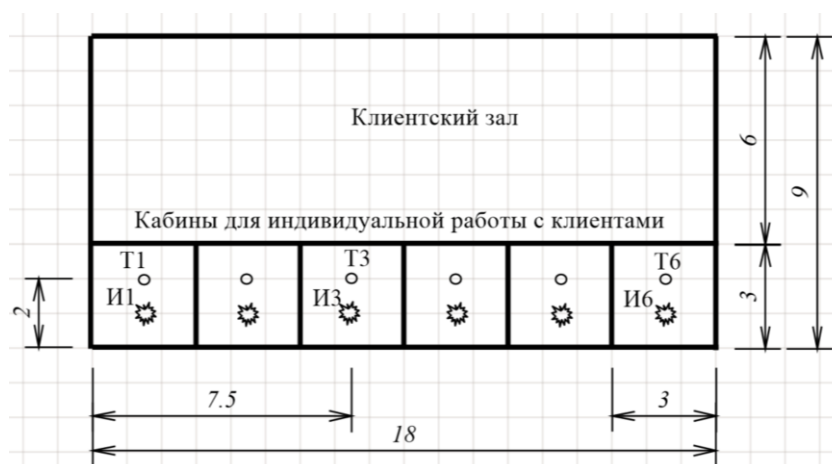 Клиентский зал
6
9
Кабины для индивидуальной работы с клиентами
Т1
Т3
Т6
И1
И3
И6
2
3
7.5
3
18